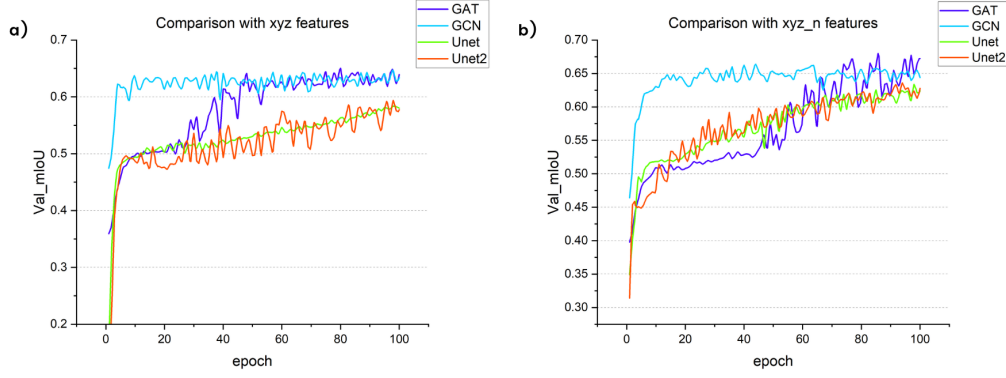 a)
Comparison with xyz features
GAT
GCN
Unet
Unet2
Val_mIoU
0.7
0.6
0.5
0.4
0.3
0.2
0 20 40 60 80 100
epoch
b)
Comparison with xyz_n features
GAT
GCN
Unet
Unet2
Val_mIoU
0.70
0.65
0.60
0.55
0.50
0.45
0.40
0.35
0.30
0 20 40 60 80 100
epoch